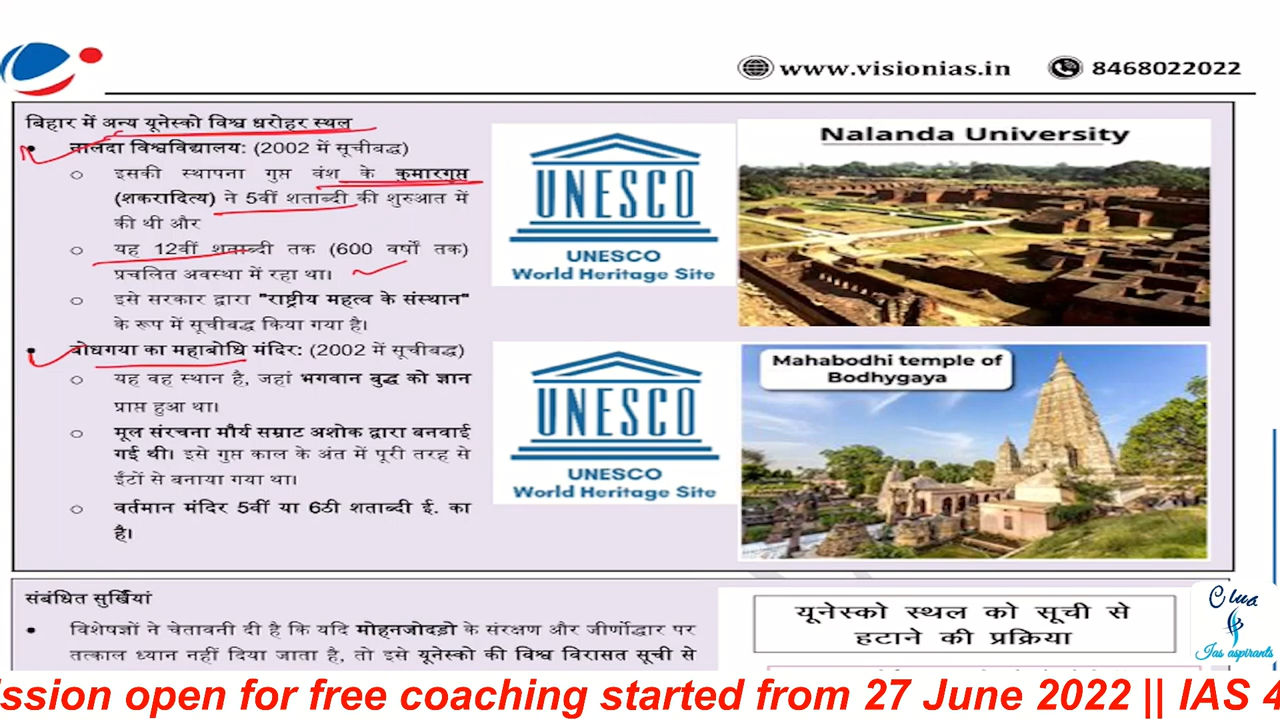 www.visionias.in
8468022022
बिहार में अन्य यूनेस्को विश्व धरोहर स्थल
• नालंदा विश्वविद्यालय: (2002 में सूचीबद्ध)
○ इसकी स्थापना गुप्त वंश के कुमारगुप्त
(शकरादित्य) ने 5वीं शताब्दी की शुरुआत में
की थी और
○ यह 12वीं शताब्दी तक (600 वर्षों तक)
प्रचलित अवस्था में रहा था।
○ इसे सरकार द्वारा "राष्ट्रीय महत्व के संस्थान"
के रूप में सूचीबद्ध किया गया है।
• बोधगया का महाबोधि मंदिर: (2002 में सूचीबद्ध)
○ यह वह स्थान है, जहां भगवान बुद्ध को ज्ञान
प्राप्त हुआ था।
○ मूल संरचना मौर्य सम्राट अशोक द्वारा बनवाई
गई थी। इसे गुप्त काल के अंत में पूरी तरह से
ईंटों से बनाया गया था।
○ वर्तमान मंदिर 5वीं या 6ठी शताब्दी ई. का
है।
UNESCO
UNESCO
World Heritage Site
Nalanda University
UNESCO
UNESCO
World Heritage Site
Mahabodhi temple of
Bodhygaya
संबंधित सुर्खियां
• विशेषज्ञों ने चेतावनी दी है कि यदि मोहनजोदड़ो के संरक्षण और जीर्णोद्धार पर
तत्काल ध्यान नहीं दिया जाता है, तो इसे यूनेस्को की विश्व विरासत सूची से
यूनेस्को स्थल को सूची से
हटाने की प्रक्रिया
Ias aspirants
ission open for free coaching started from 27 June 2022 || IAS 4